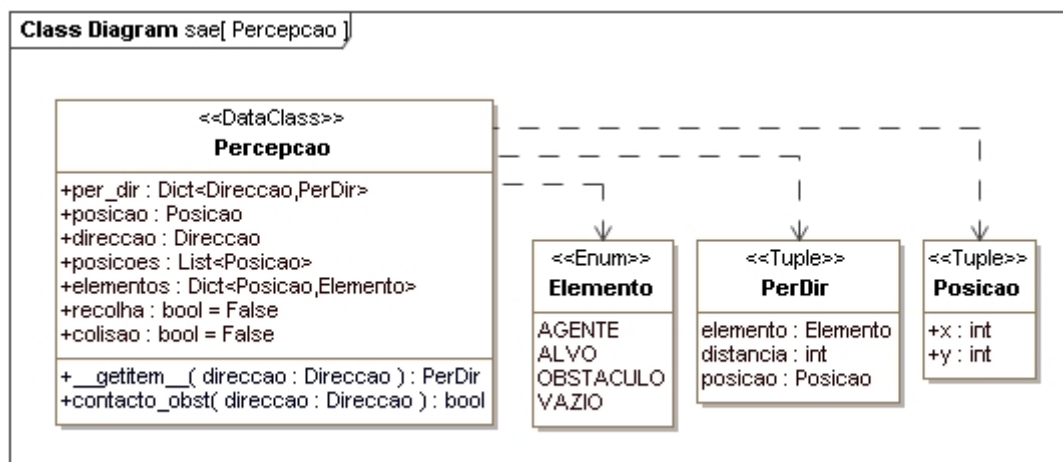 Class Diagram sae[ Percepcao ]
<<DataClass>>
Percepcao
+per_dir : Dict<Direccao,PerDir>
+posicao : Posicao
+direccao : Direccao
+posicoes : List<Posicao>
+elementos : Dict<Posicao,Elemento>
+recolha : bool = False
+colisao : bool = False
+__getitem__( direccao : Direccao ) : PerDir
+contacto_obst( direccao : Direccao ) : bool
<<Enum>>
Elemento
AGENTE
ALVO
OBSTACULO
VAZIO
<<Tuple>>
PerDir
elemento : Elemento
distancia : int
posicao : Posicao
<<Tuple>>
Posicao
+x : int
+y : int